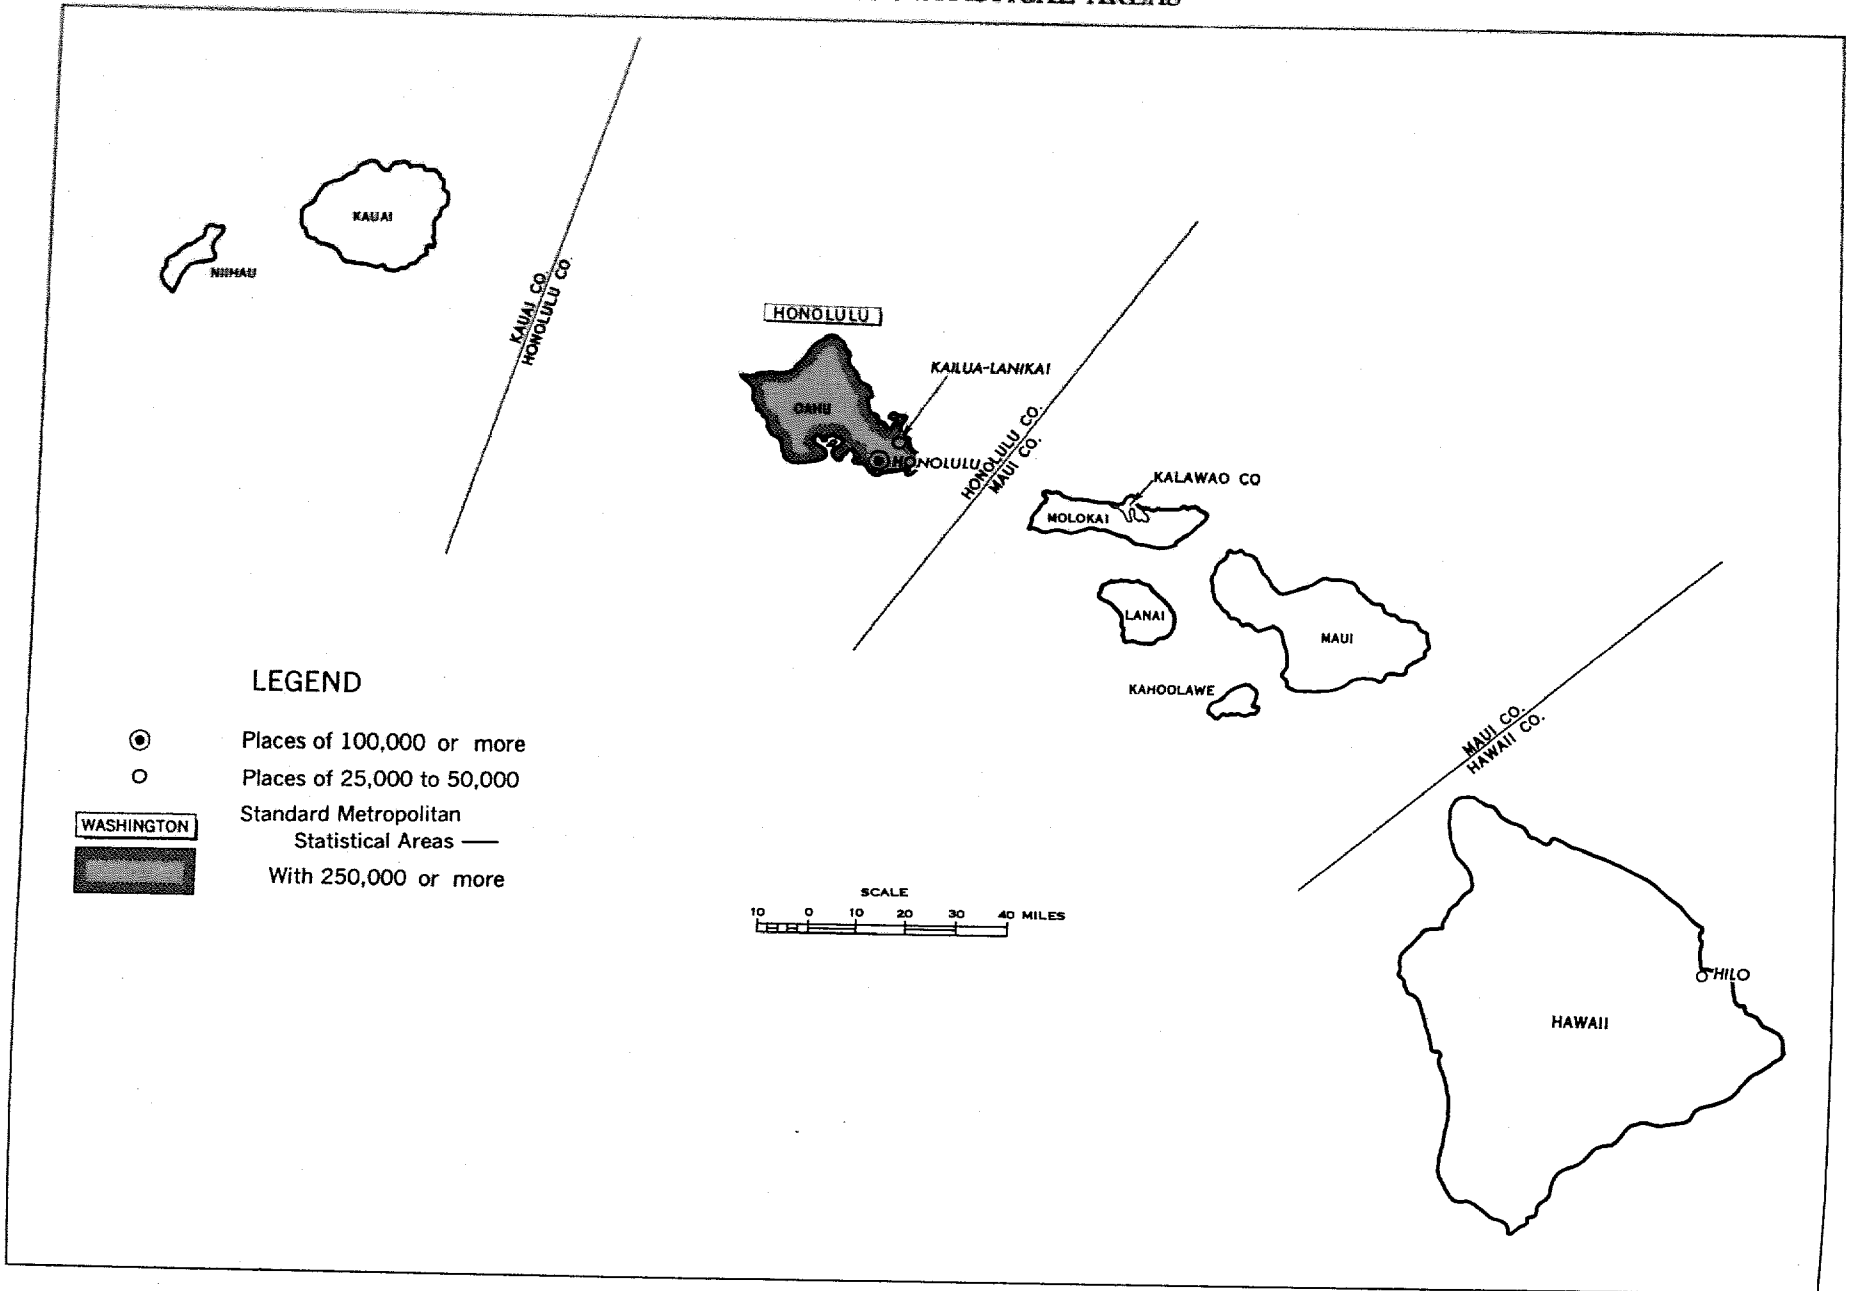 STATISTICAL AREAS
KAUAI
NIIHAU
KAUAI CO.
HONOLULU CO.
HONOLULU
KAILUA-LANIKAI
OAHU
HONOLULU
HONOLULU CO.
MAUI CO.
KALAWAO CO
MOLOKAI
LANAI
MAUI
KAHOOLAWE
MAUI CO.
HAWAII CO.
HILO
HAWAII
LEGEND
Places of 100,000 or more
Places of 25,000 to 50,000
WASHINGTON
Standard Metropolitan
Statistical Areas —
With 250,000 or more
SCALE
10 0 10 20 30 40 MILES